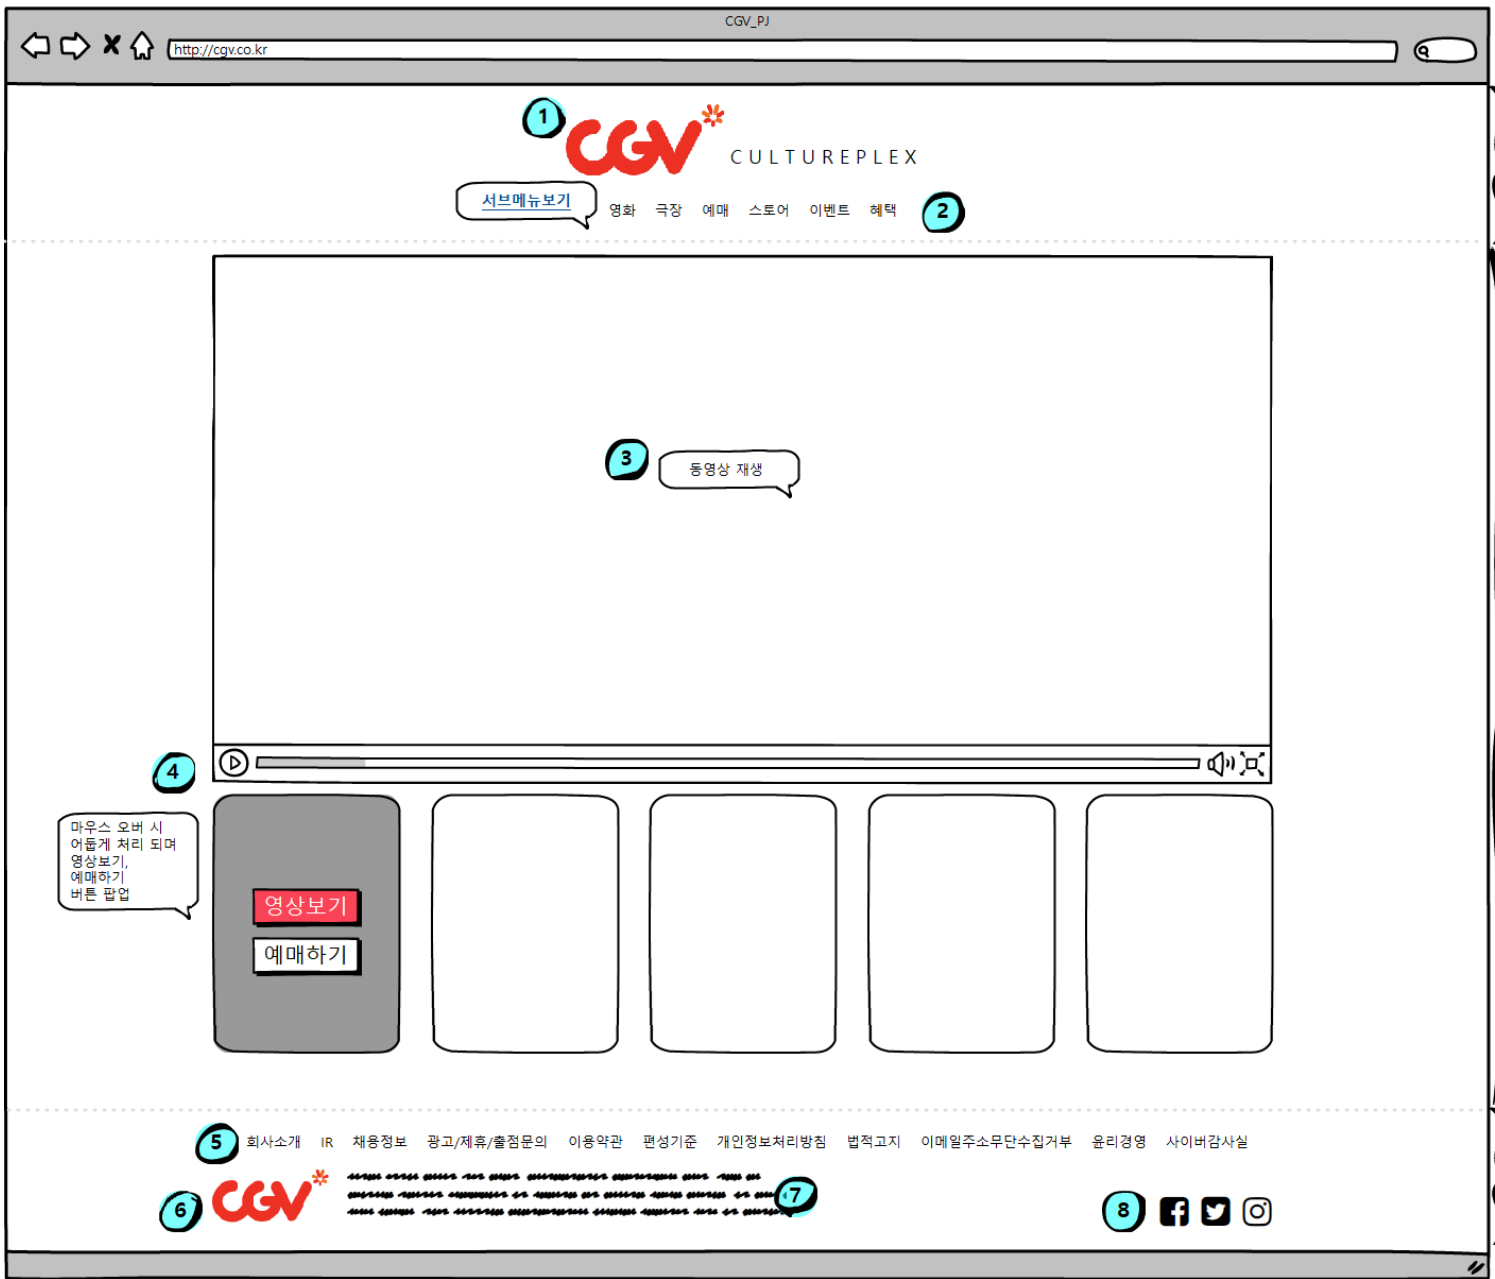 CGV_PJ
http://cgv.co.kr
1
CGV
CULTUREPLEX
서브메뉴보기
영화 극장 예매 스토어 이벤트 혜택
2
3
동영상 재생
4
마우스 오버 시
어둡게 처리 되며
영상보기,
예매하기
버튼 팝업
영상보기
예매하기
5
회사소개 IR 채용정보 광고/제휴/출점문의 이용약관 편성기준 개인정보처리방침 법적고지 이메일주소무단수집거부 윤리경영 사이버감사실
6
CGV
7
8